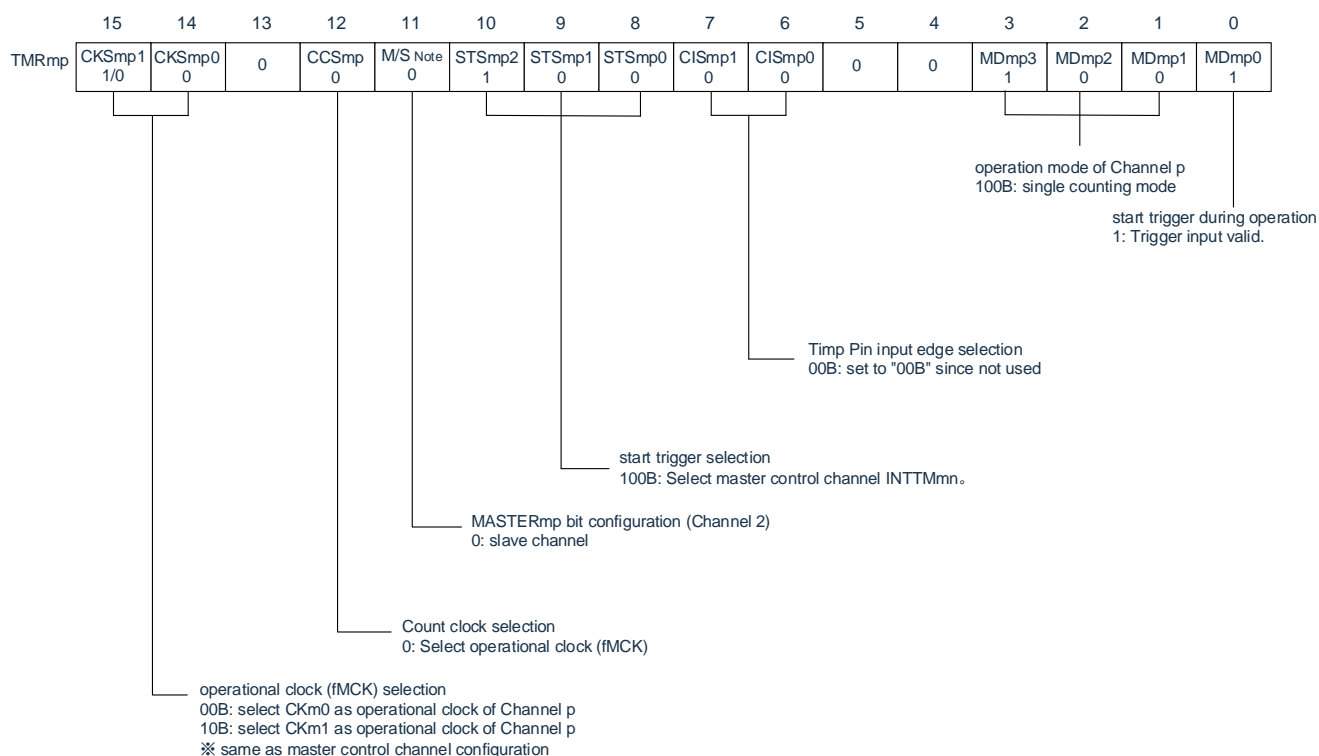 15 14 13 12 11 10 9 8 7 6 5 4 3 2 1 0
TMRmp CKSmp1 CKSmp0 0 CCSmp M/S Note STSmp2 STSmp1 STSmp0 CISmp1 CISmp0 0 0 MDmp3 MDmp2 MDmp1 MDmp0
1/0 0 0 0 1 0 0 0 0 1 0 0 1
operation mode of Channel p
100B: single counting mode
start trigger during operation
1: Trigger input valid.
Timp Pin input edge selection
00B: set to "00B" since not used
start trigger selection
100B: Select master control channel INTTMmn。
MASTERmp bit configuration (Channel 2)
0: slave channel
Count clock selection
0: Select operational clock (fMCK)
operational clock (fMCK) selection
00B: select CKm0 as operational clock of Channel p
10B: select CKm1 as operational clock of Channel p
※ same as master control channel configuration